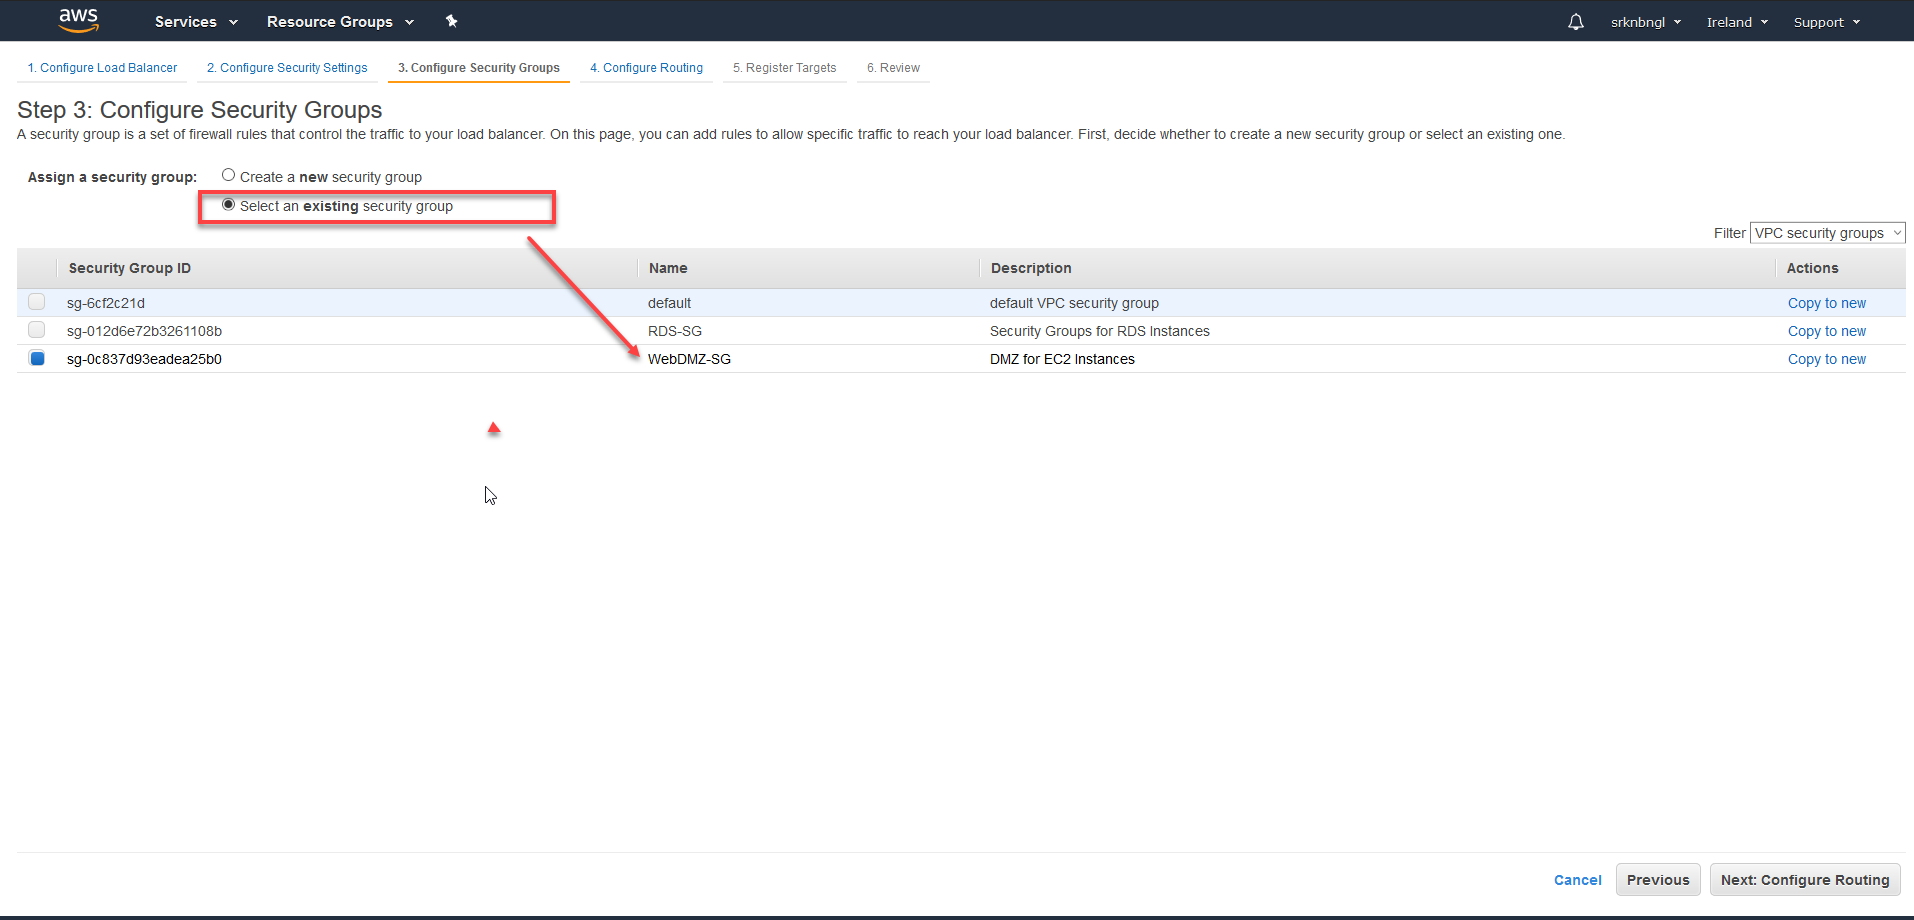 aws Services Resource Groups srknbngl Ireland Support
1. Configure Load Balancer 2. Configure Security Settings 3. Configure Security Groups 4. Configure Routing 5. Register Targets 6. Review
Step 3: Configure Security Groups
A security group is a set of firewall rules that control the traffic to your load balancer. On this page, you can add rules to allow specific traffic to reach your load balancer. First, decide whether to create a new security group or select an existing one.
Assign a security group: Create a new security group
Select an existing security group
Filter VPC security groups
Security Group ID Name Description Actions
sg-6cf2c21d default default VPC security group Copy to new
sg-012d6e72b3261108b RDS-SG Security Groups for RDS Instances Copy to new
sg-0c837d93eadea25b0 WebDMZ-SG DMZ for EC2 Instances Copy to new
Cancel Previous Next: Configure Routing